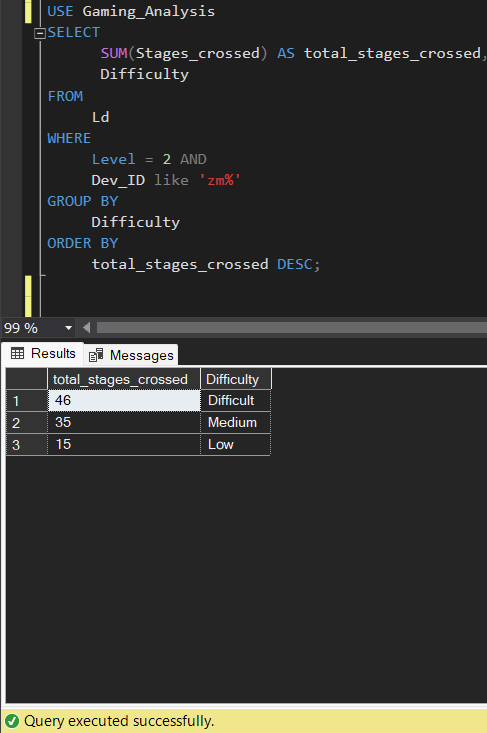 USE Gaming_Analysis
SELECT
SUM(Stages_crossed) AS total_stages_crossed,
Difficulty
FROM
Ld
WHERE
Level = 2 AND
Dev_ID like 'zm%'
GROUP BY
Difficulty
ORDER BY
total_stages_crossed DESC;
99 %
Results Messages
total_stages_crossed Difficulty
1 46 Difficult
2 35 Medium
3 15 Low
Query executed successfully.